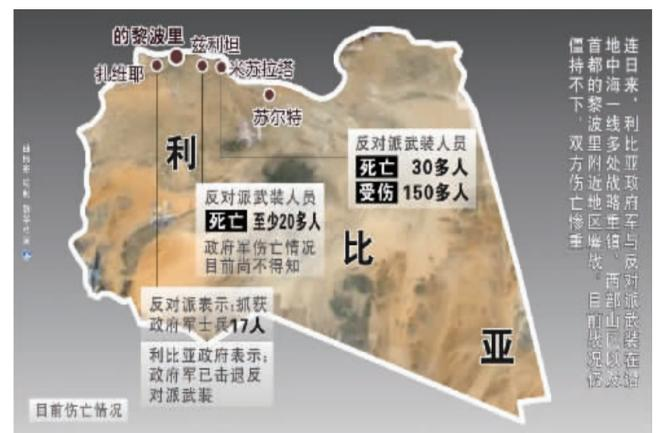 的黎波里
兹利坦
扎维耶
米苏拉塔
苏尔特
利
比
亚
反对派武装人员
死亡 30多人
受伤 150多人
反对派武装人员
死亡 至少20多人
政府军伤亡情况
目前尚不得知
反对派表示:抓获
政府军士兵17人
利比亚政府表示:
政府军已击退反
对派武装
目前伤亡情况
连日来,利比亚政府军与反对派武装在沿
地中海一线多处战略重镇、西部山区以及
首都的黎波里附近地区鏖战。目前战况仍
僵持不下,双方伤亡惨重